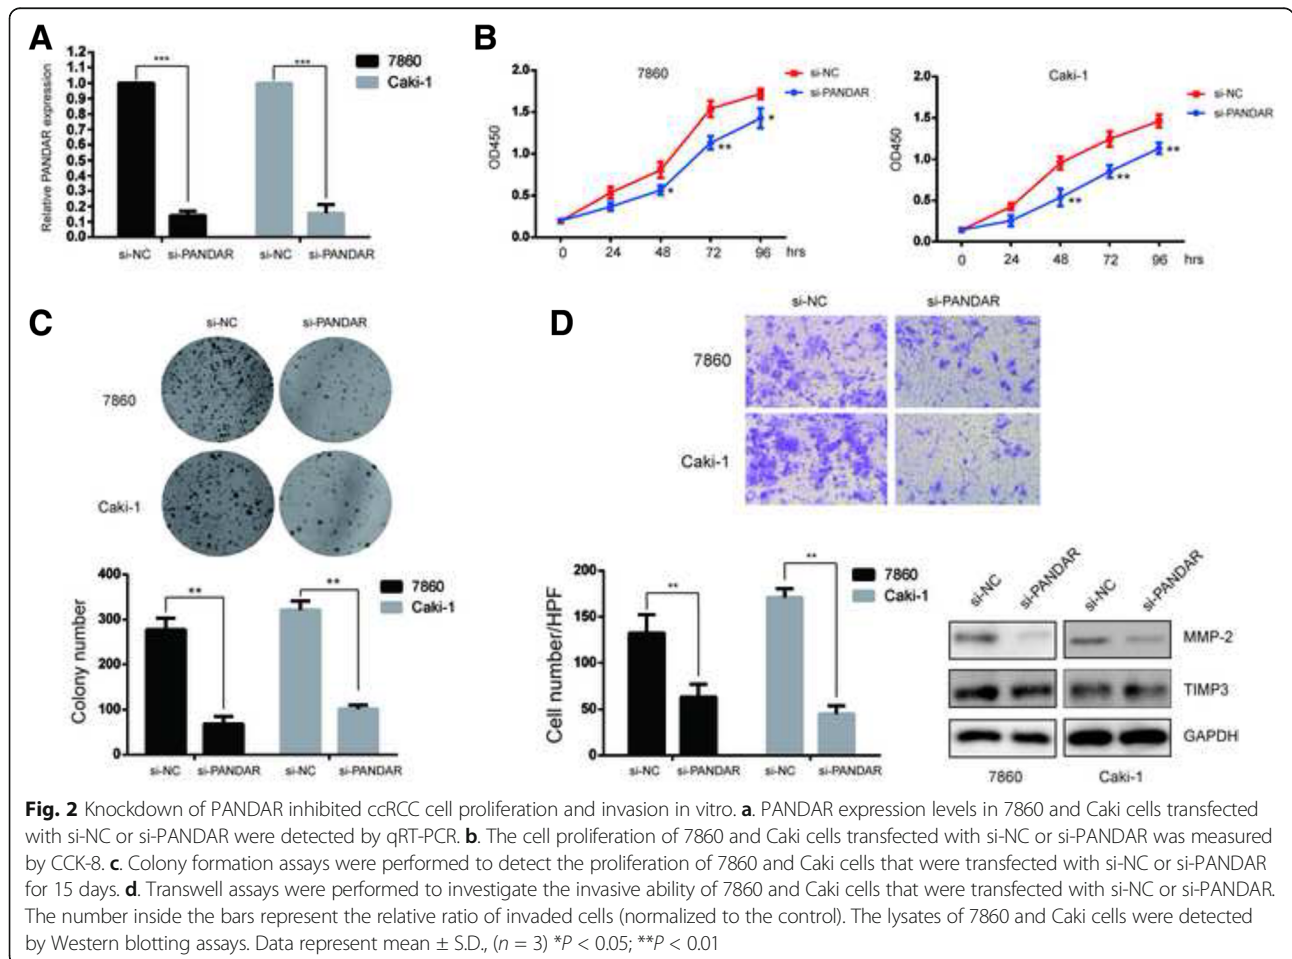 A
1.2
1.1
1.0
0.9
0.8
0.7
0.6
0.5
0.4
0.3
0.2
0.1
0.0
Relative PANDAR expression
***
***
7860
Caki-1
si-NC si-PANDAR si-NC si-PANDAR
B
7860
si-NC
si-PANDAR
2.0
1.5
1.0
0.5
0.0
OD450
*
**
*
0 24 48 72 96 hrs
Caki-1
si-NC
si-PANDAR
2.0
1.5
1.0
0.5
0.0
OD450
**
**
**
0 24 48 72 96 hrs
C
si-NC si-PANDAR
7860
Caki-1
400
300
200
100
0
Colony number
**
**
7860
Caki-1
si-NC si-PANDAR si-NC si-PANDAR
D
si-NC si-PANDAR
7860
Caki-1
200
150
100
50
0
Cell number/HPF
**
**
7860
Caki-1
si-NC si-PANDAR si-NC si-PANDAR
si-NC si-PANDAR si-NC si-PANDAR
MMP-2
TIMP3
GAPDH
7860 Caki-1
Fig. 2 Knockdown of PANDAR inhibited ccRCC cell proliferation and invasion in vitro. a. PANDAR expression levels in 7860 and Caki cells transfected
with si-NC or si-PANDAR were detected by qRT-PCR. b. The cell proliferation of 7860 and Caki cells transfected with si-NC or si-PANDAR was measured
by CCK-8. c. Colony formation assays were performed to detect the proliferation of 7860 and Caki cells that were transfected with si-NC or si-PANDAR
for 15 days. d. Transwell assays were performed to investigate the invasive ability of 7860 and Caki cells that were transfected with si-NC or si-PANDAR.
The number inside the bars represent the relative ratio of invaded cells (normalized to the control). The lysates of 7860 and Caki cells were detected
by Western blotting assays. Data represent mean ± S.D., (n = 3) *P < 0.05; **P < 0.01